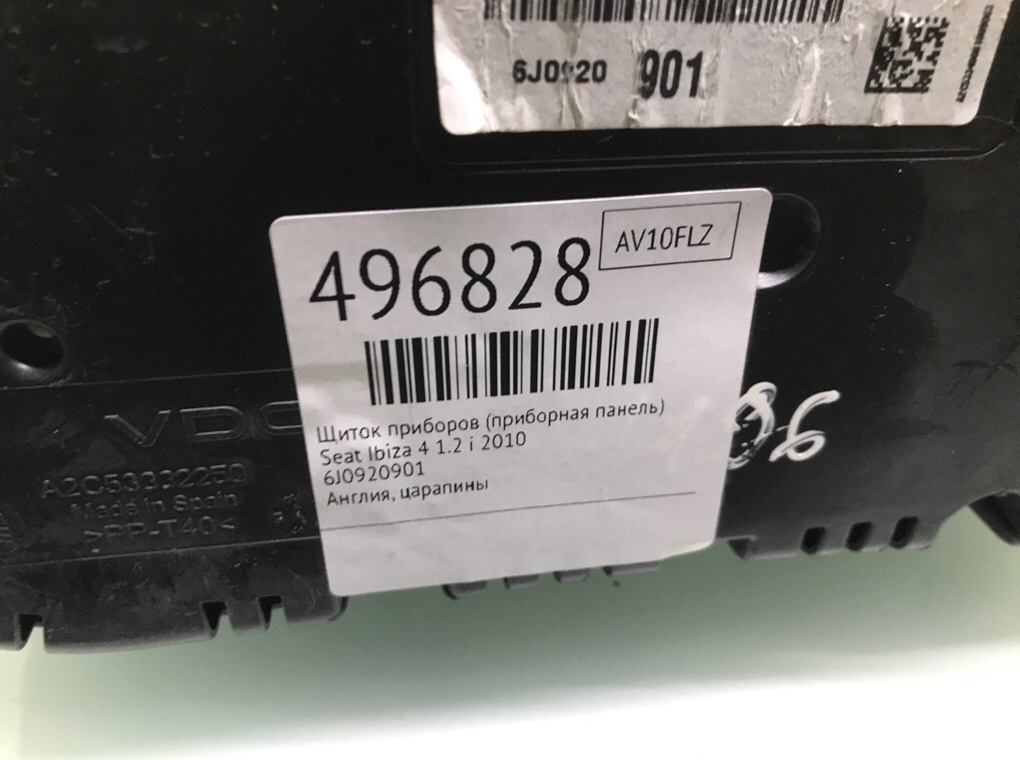 6J0920 901
496828
AV10FLZ
Щиток приборов (приборная панель)
Seat Ibiza 4 1.2 i 2010
6J0920901
Англия, царапины
VDO
Made in Spain
>PP-T40<
06